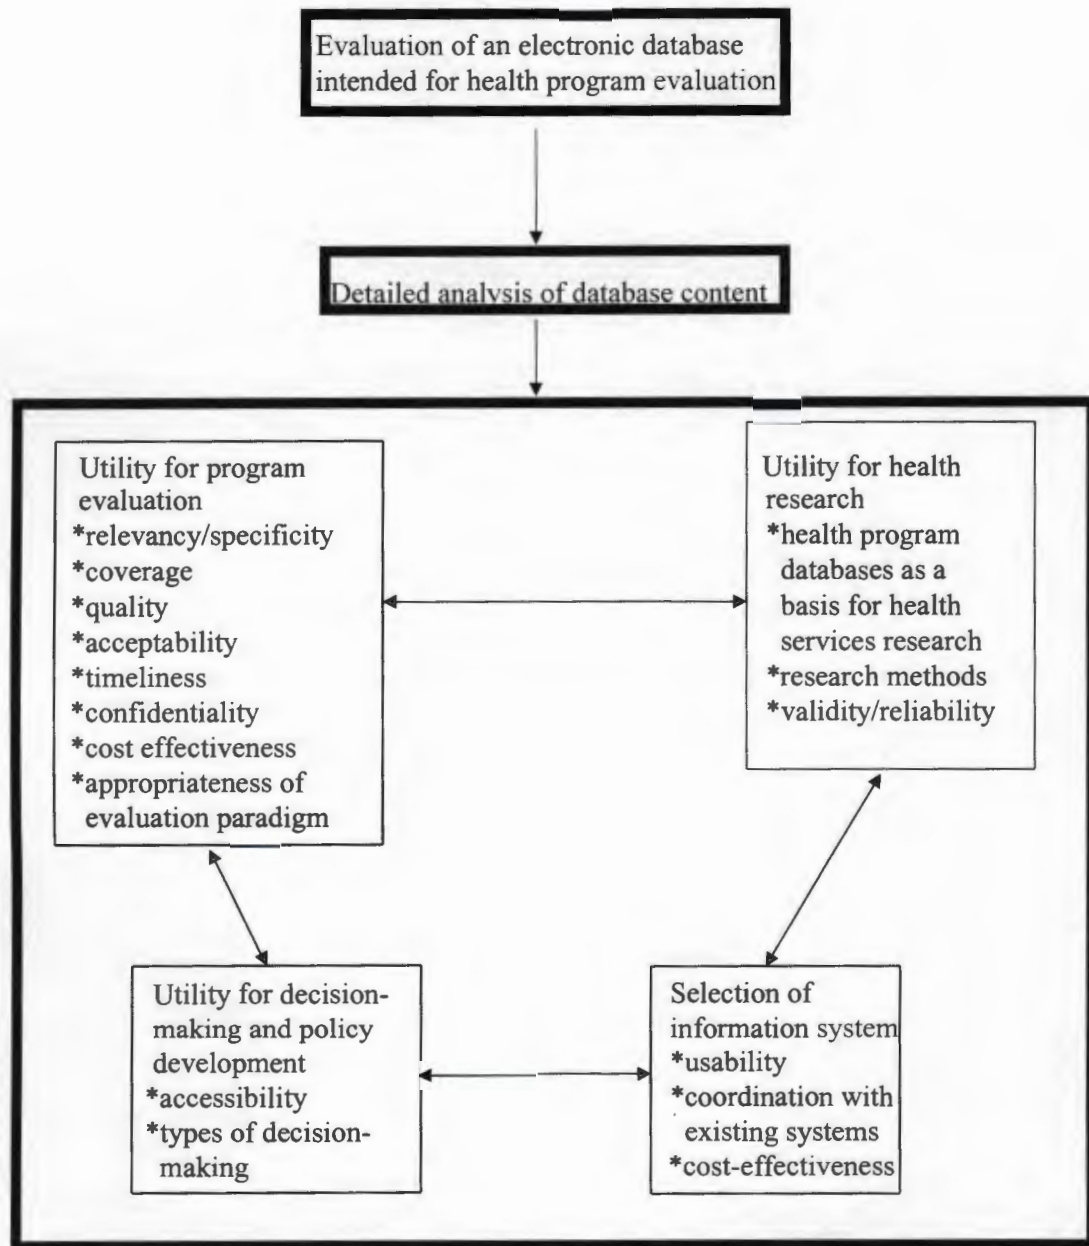 Evaluation of an electronic database
intended for health program evaluation
Detailed analysis of database content
Utility for program
evaluation
*relevancy/specificity
*coverage
*quality
*acceptability
*timeliness
*confidentiality
*cost effectiveness
*appropriateness of
evaluation paradigm
Utility for health
research
*health program
databases as a
basis for health
services research
*research methods
*validity/reliability
Utility for decision-
making and policy
development
*accessibility
*types of decision-
making
Selection of
information system
*usability
*coordination with
existing systems
*cost-effectiveness